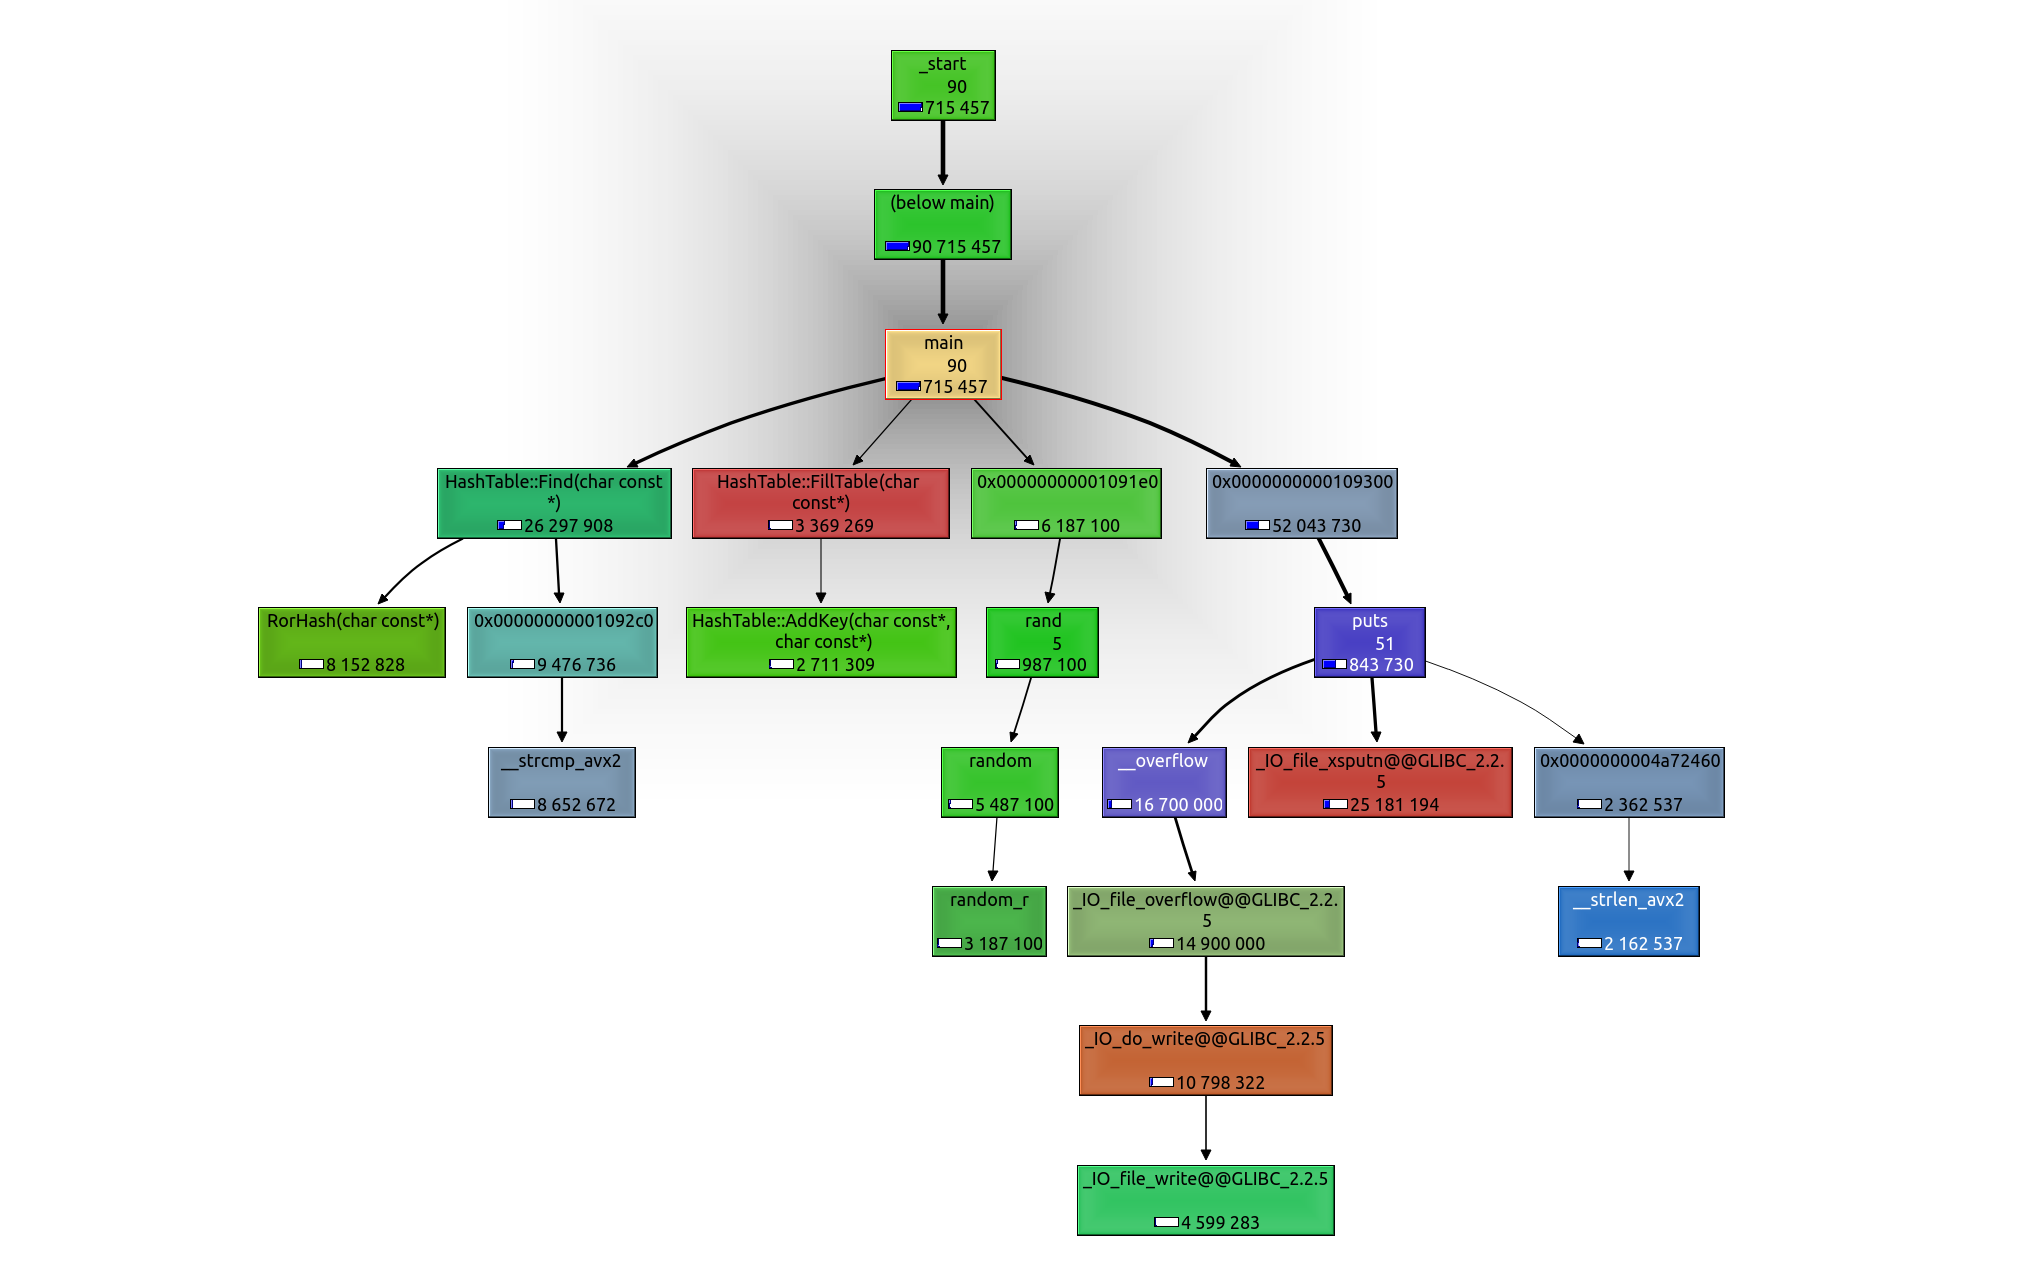 _start
90
715 457
(below main)
90 715 457
main
90
715 457
HashTable::Find(char const
*)
26 297 908
HashTable::FillTable(char
const*)
3 369 269
0x00000000001091e0
6 187 100
0x0000000000109300
52 043 730
RorHash(char const*)
8 152 828
0x00000000001092c0
9 476 736
HashTable::AddKey(char const*,
char const*)
2 711 309
rand
5
987 100
puts
51
843 730
__strcmp_avx2
8 652 672
random
5 487 100
__overflow
16 700 000
_IO_file_xsputn@@GLIBC_2.2.
5
25 181 194
0x0000000004a72460
2 362 537
random_r
3 187 100
_IO_file_overflow@@GLIBC_2.2.
5
14 900 000
__strlen_avx2
2 162 537
_IO_do_write@@GLIBC_2.2.5
10 798 322
_IO_file_write@@GLIBC_2.2.5
4 599 283